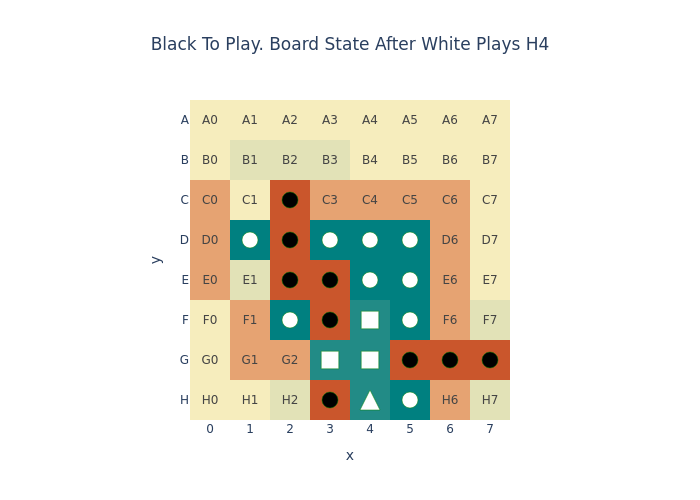 Black To Play. Board State After White Plays H4
A A0 A1 A2 A3 A4 A5 A6 A7
B B0 B1 B2 B3 B4 B5 B6 B7
C C0 C1 C3 C4 C5 C6 C7
D D0 D6 D7
y
E E0 E1 E6 E7
F F0 F1 F6 F7
G G0 G1 G2
H H0 H1 H2 H6 H7
0 1 2 3 4 5 6 7
x